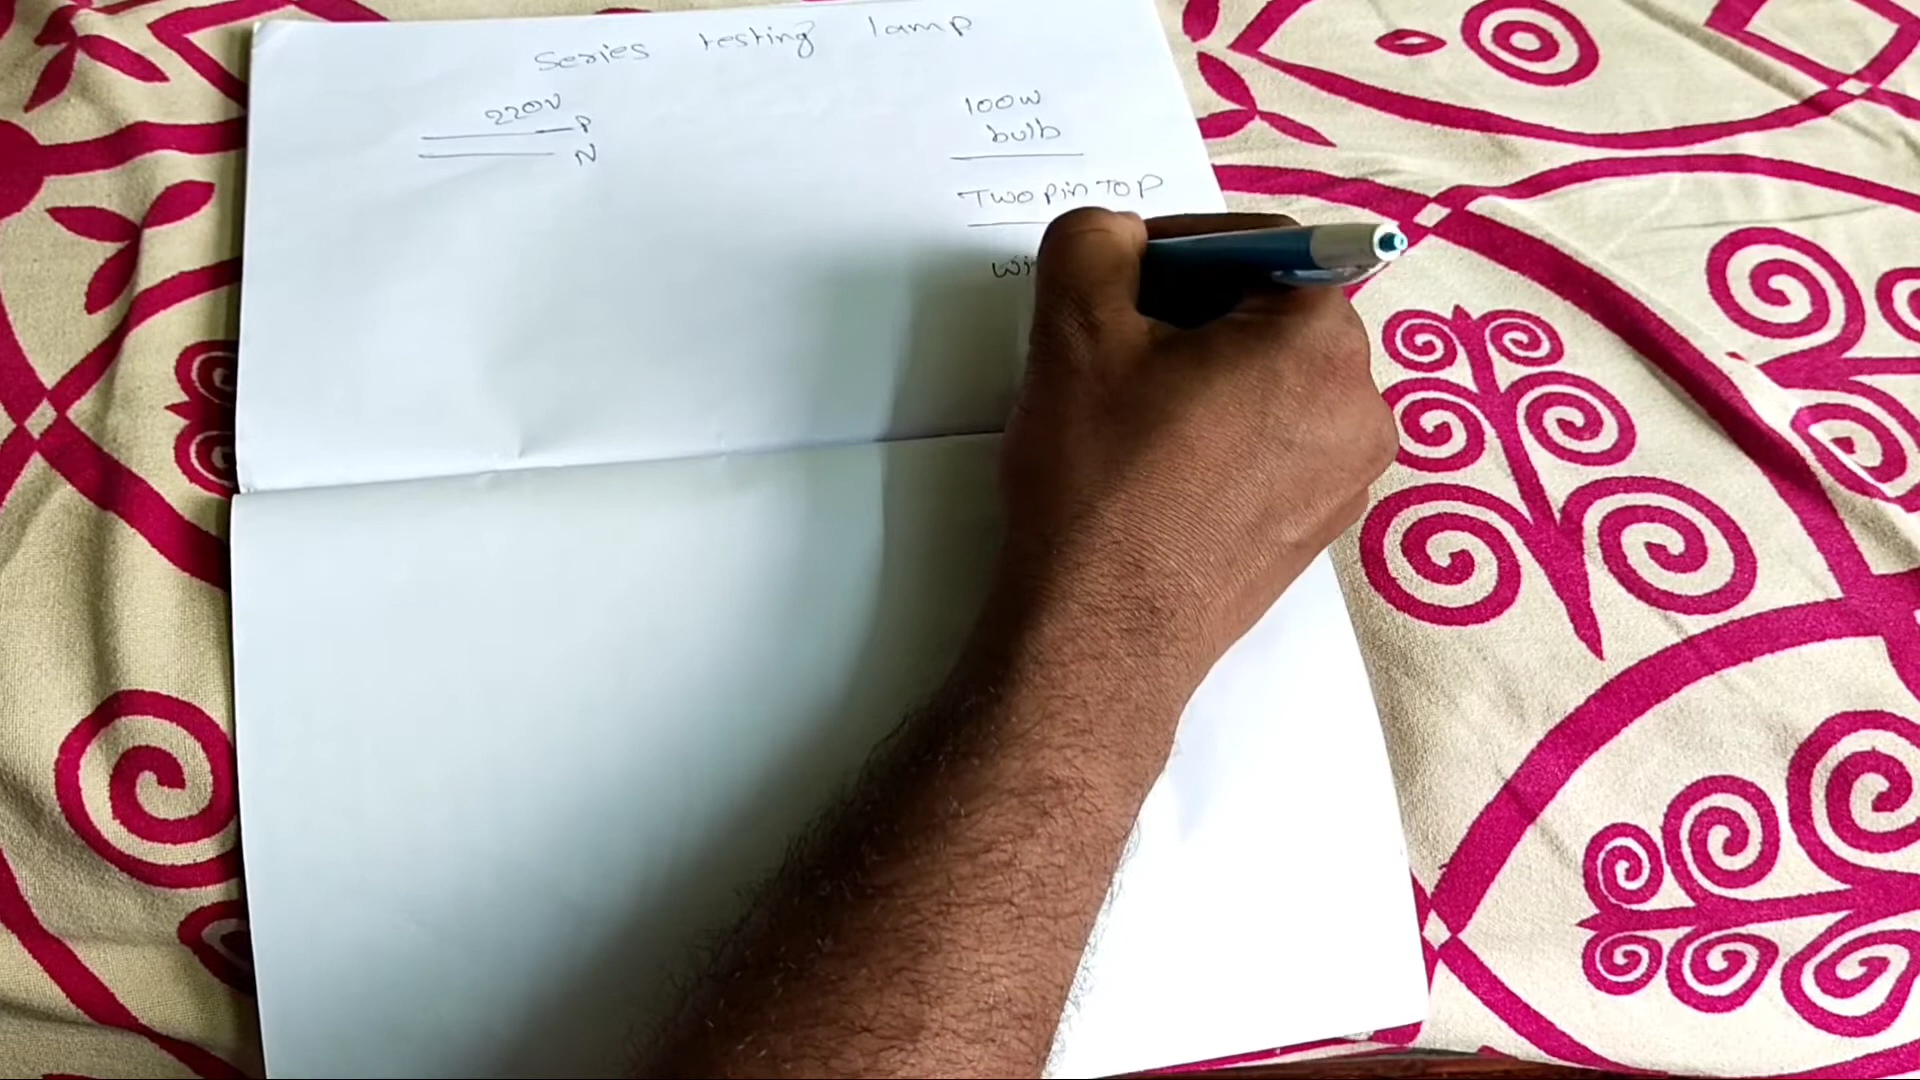 Series testing lamp
220V
P
N
100W
bulb
Two pin Top